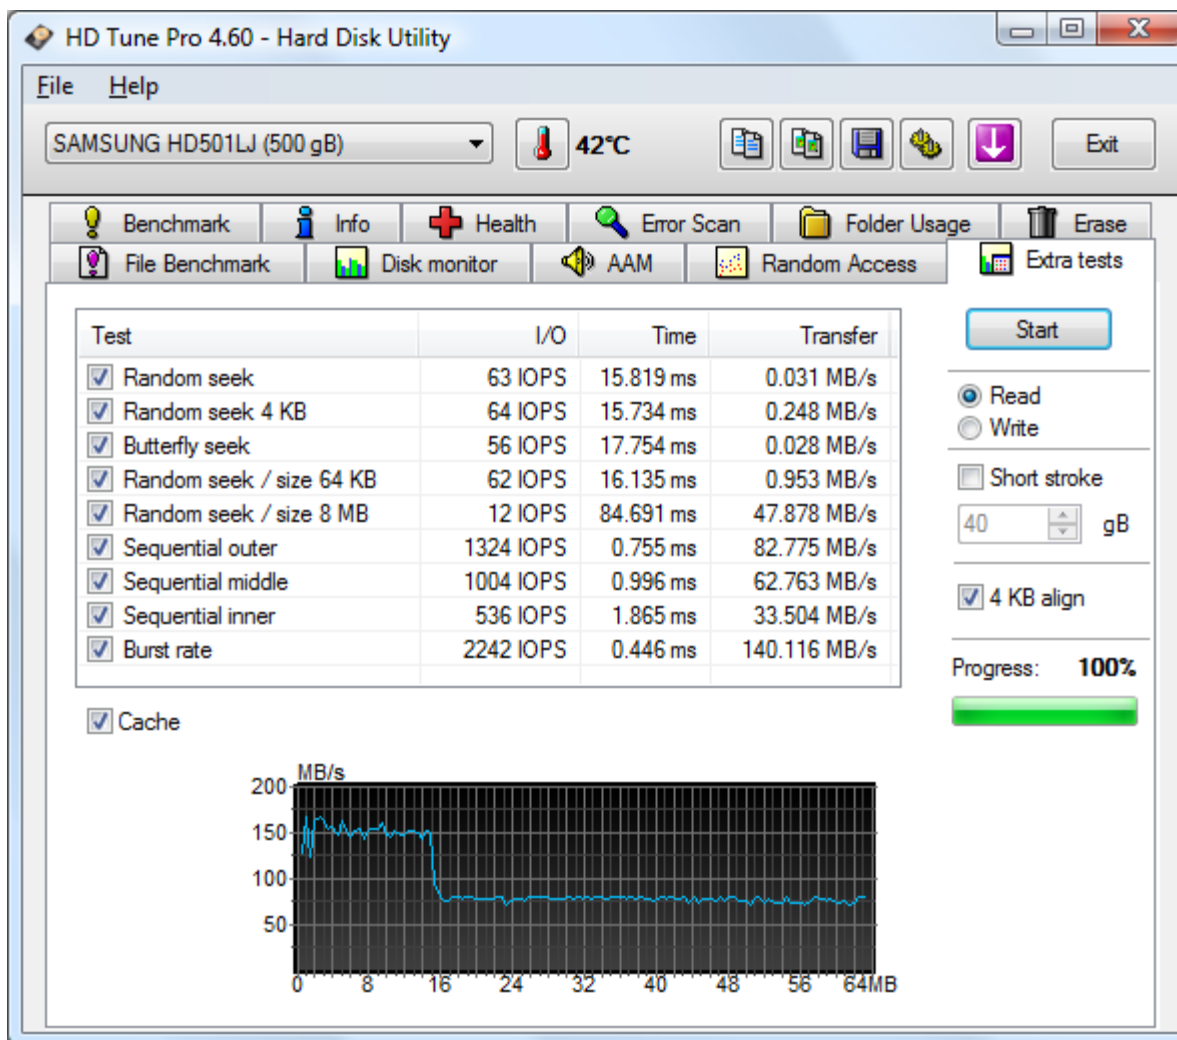 HD Tune Pro 4.60 - Hard Disk Utility
File Help
SAMSUNG HD501LJ (500 gB) 42°C Exit
Benchmark Info Health Error Scan Folder Usage Erase
File Benchmark Disk monitor AAM Random Access Extra tests
Test I/O Time Transfer Start
Random seek 63 IOPS 15.819 ms 0.031 MB/s
Read
Random seek 4 KB 64 IOPS 15.734 ms 0.248 MB/s
Write
Butterfly seek 56 IOPS 17.754 ms 0.028 MB/s
Random seek / size 64 KB 62 IOPS 16.135 ms 0.953 MB/s Short stroke
Random seek / size 8 MB 12 IOPS 84.691 ms 47.878 MB/s 40 gB
Sequential outer 1324 IOPS 0.755 ms 82.775 MB/s
Sequential middle 1004 IOPS 0.996 ms 62.763 MB/s 4 KB align
Sequential inner 536 IOPS 1.865 ms 33.504 MB/s
Burst rate 2242 IOPS 0.446 ms 140.116 MB/s Progress: 100%
Cache
MB/s
200
150
100
50
0 8 16 24 32 40 48 56 64MB